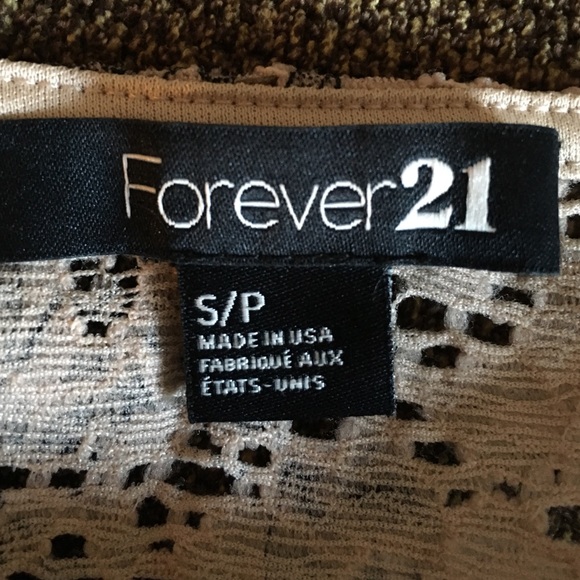 Forever21
S/P
MADE IN USA
FABRIQUÉ AUX
ÉTATS-UNIS